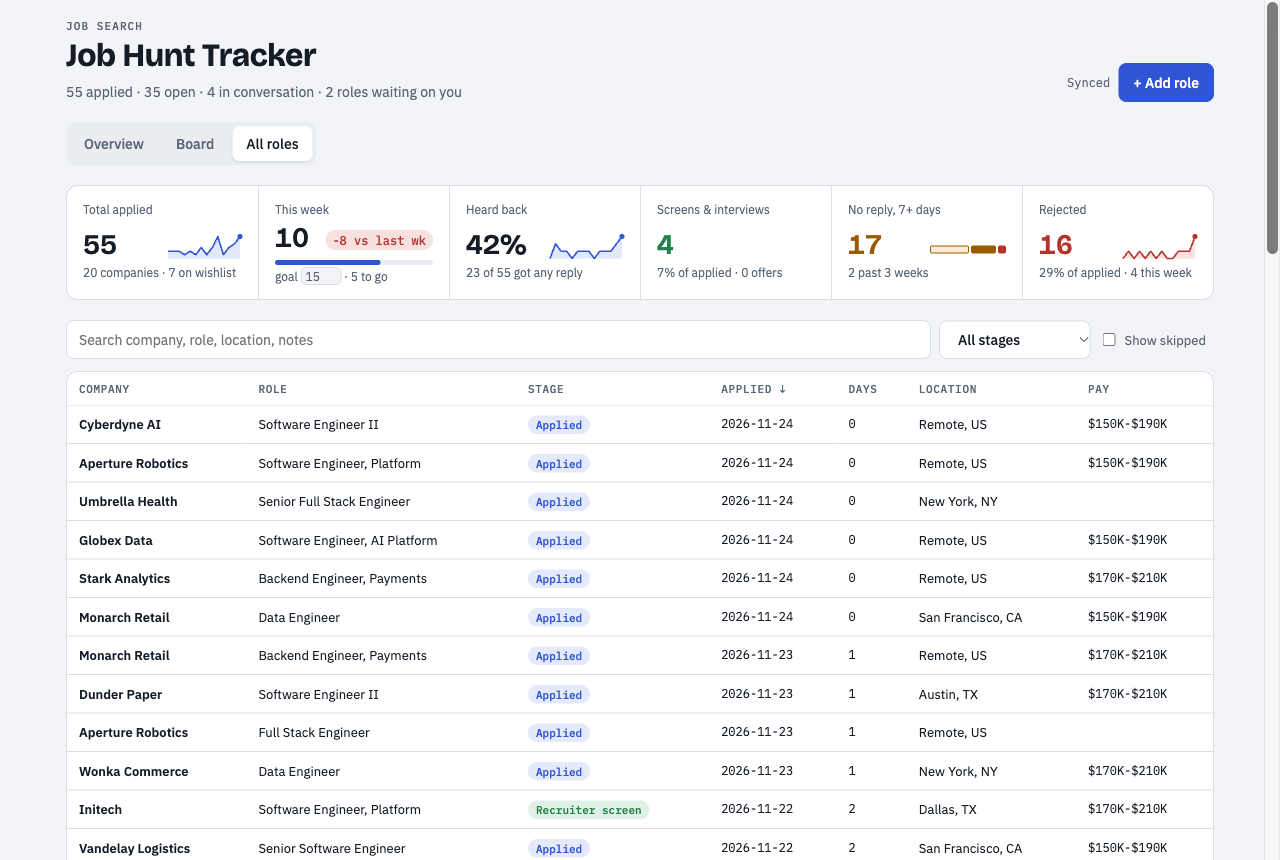 JOB SEARCH
Job Hunt Tracker
55 applied · 35 open · 4 in conversation · 2 roles waiting on you
Synced
+ Add role
Overview Board All roles
Total applied
55
20 companies · 7 on wishlist
This week
10 -8 vs last wk
goal 15 · 5 to go
Heard back
42%
23 of 55 got any reply
Screens & interviews
4
7% of applied · 0 offers
No reply, 7+ days
17
2 past 3 weeks
Rejected
16
29% of applied · 4 this week
Search company, role, location, notes
All stages
Show skipped
COMPANY ROLE STAGE APPLIED ↓ DAYS LOCATION PAY
Cyberdyne AI Software Engineer II Applied 2026-11-24 0 Remote, US $150K-$190K
Aperture Robotics Software Engineer, Platform Applied 2026-11-24 0 Remote, US $150K-$190K
Umbrella Health Senior Full Stack Engineer Applied 2026-11-24 0 New York, NY
Globex Data Software Engineer, AI Platform Applied 2026-11-24 0 Remote, US $150K-$190K
Stark Analytics Backend Engineer, Payments Applied 2026-11-24 0 Remote, US $170K-$210K
Monarch Retail Data Engineer Applied 2026-11-24 0 San Francisco, CA $150K-$190K
Monarch Retail Backend Engineer, Payments Applied 2026-11-23 1 Remote, US $170K-$210K
Dunder Paper Software Engineer II Applied 2026-11-23 1 Austin, TX $170K-$210K
Aperture Robotics Full Stack Engineer Applied 2026-11-23 1 Remote, US
Wonka Commerce Data Engineer Applied 2026-11-23 1 New York, NY $170K-$210K
Initech Software Engineer, Platform Recruiter screen 2026-11-22 2 Dallas, TX $170K-$210K
Vandelay Logistics Senior Software Engineer Applied 2026-11-22 2 San Francisco, CA $150K-$190K